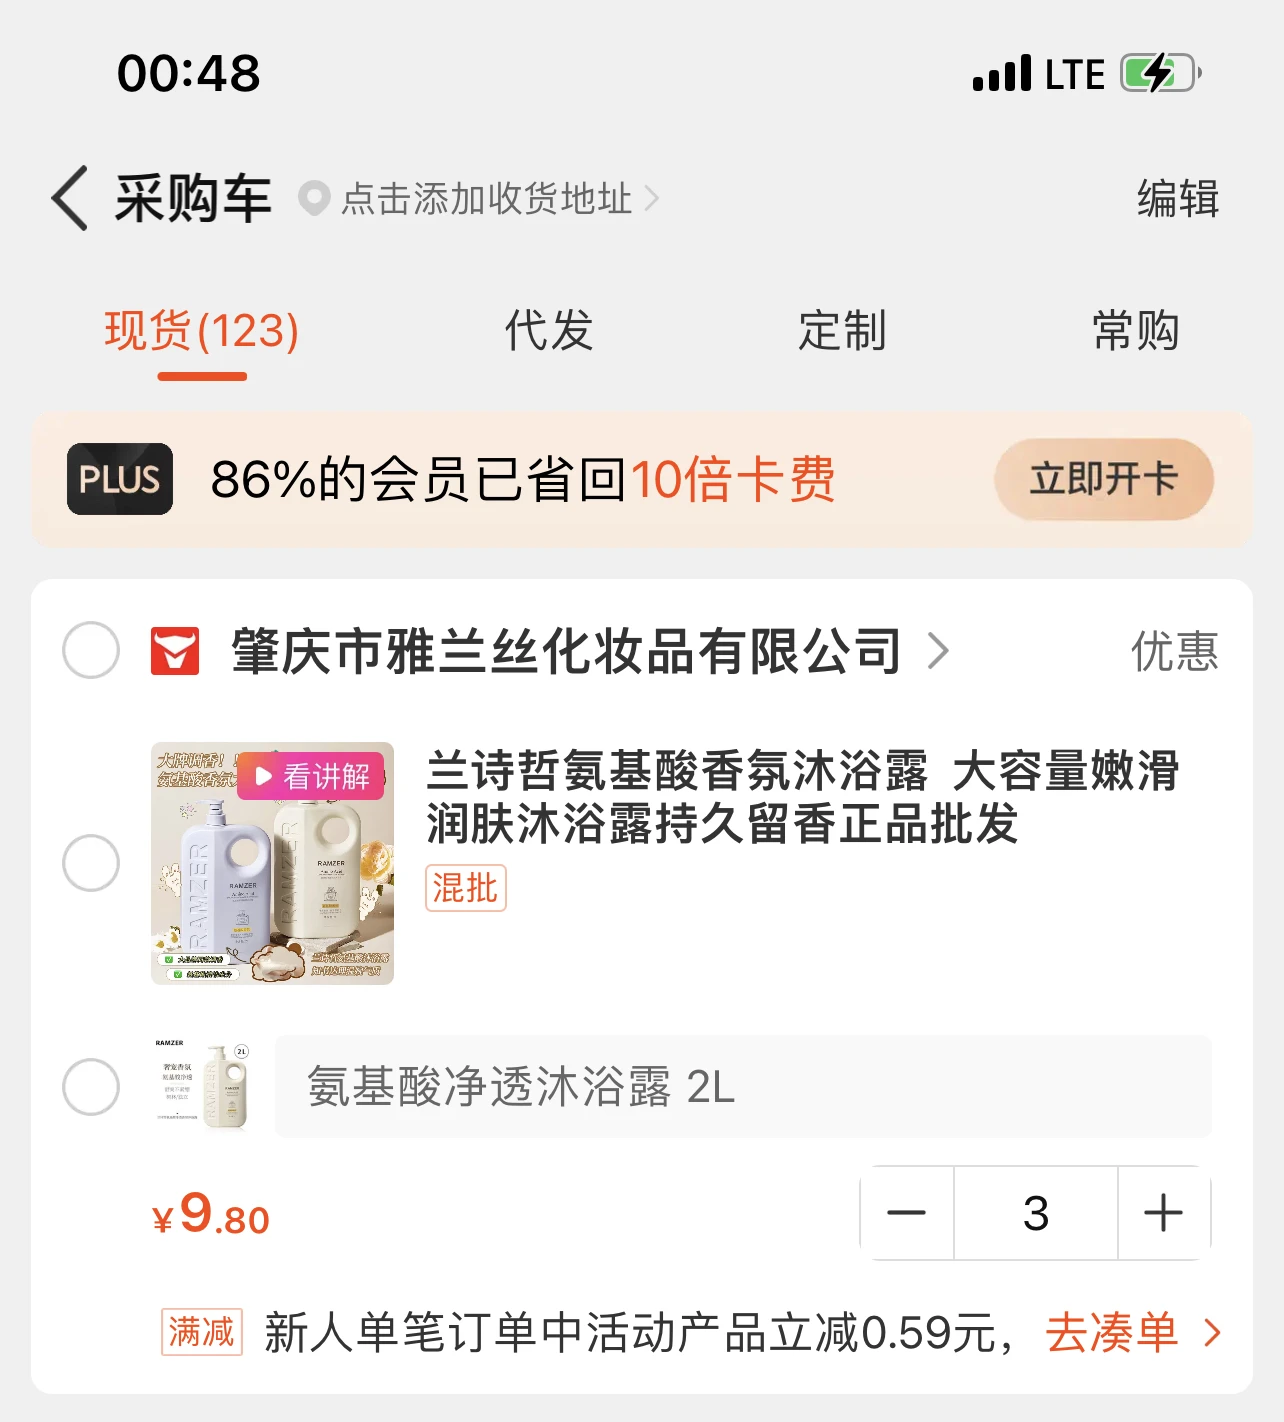 00:48
LTE
采购车 点击添加收货地址
编辑
现货(123)
代发
定制
常购
PLUS 86%的会员已省回10倍卡费
立即开卡
肇庆市雅兰丝化妆品有限公司
优惠
大牌调香!
看讲解
RAMZER
RAMZER
RAMZER
RAMZER
兰诗哲氨基酸香氛沐浴露 大容量嫩滑
润肤沐浴露持久留香正品批发
混批
RAMZER
2L
奢宠香氛
氨基酸净透沐浴露 2L
¥9.80
3
满减 新人单笔订单中活动产品立减0.59元， 去凑单